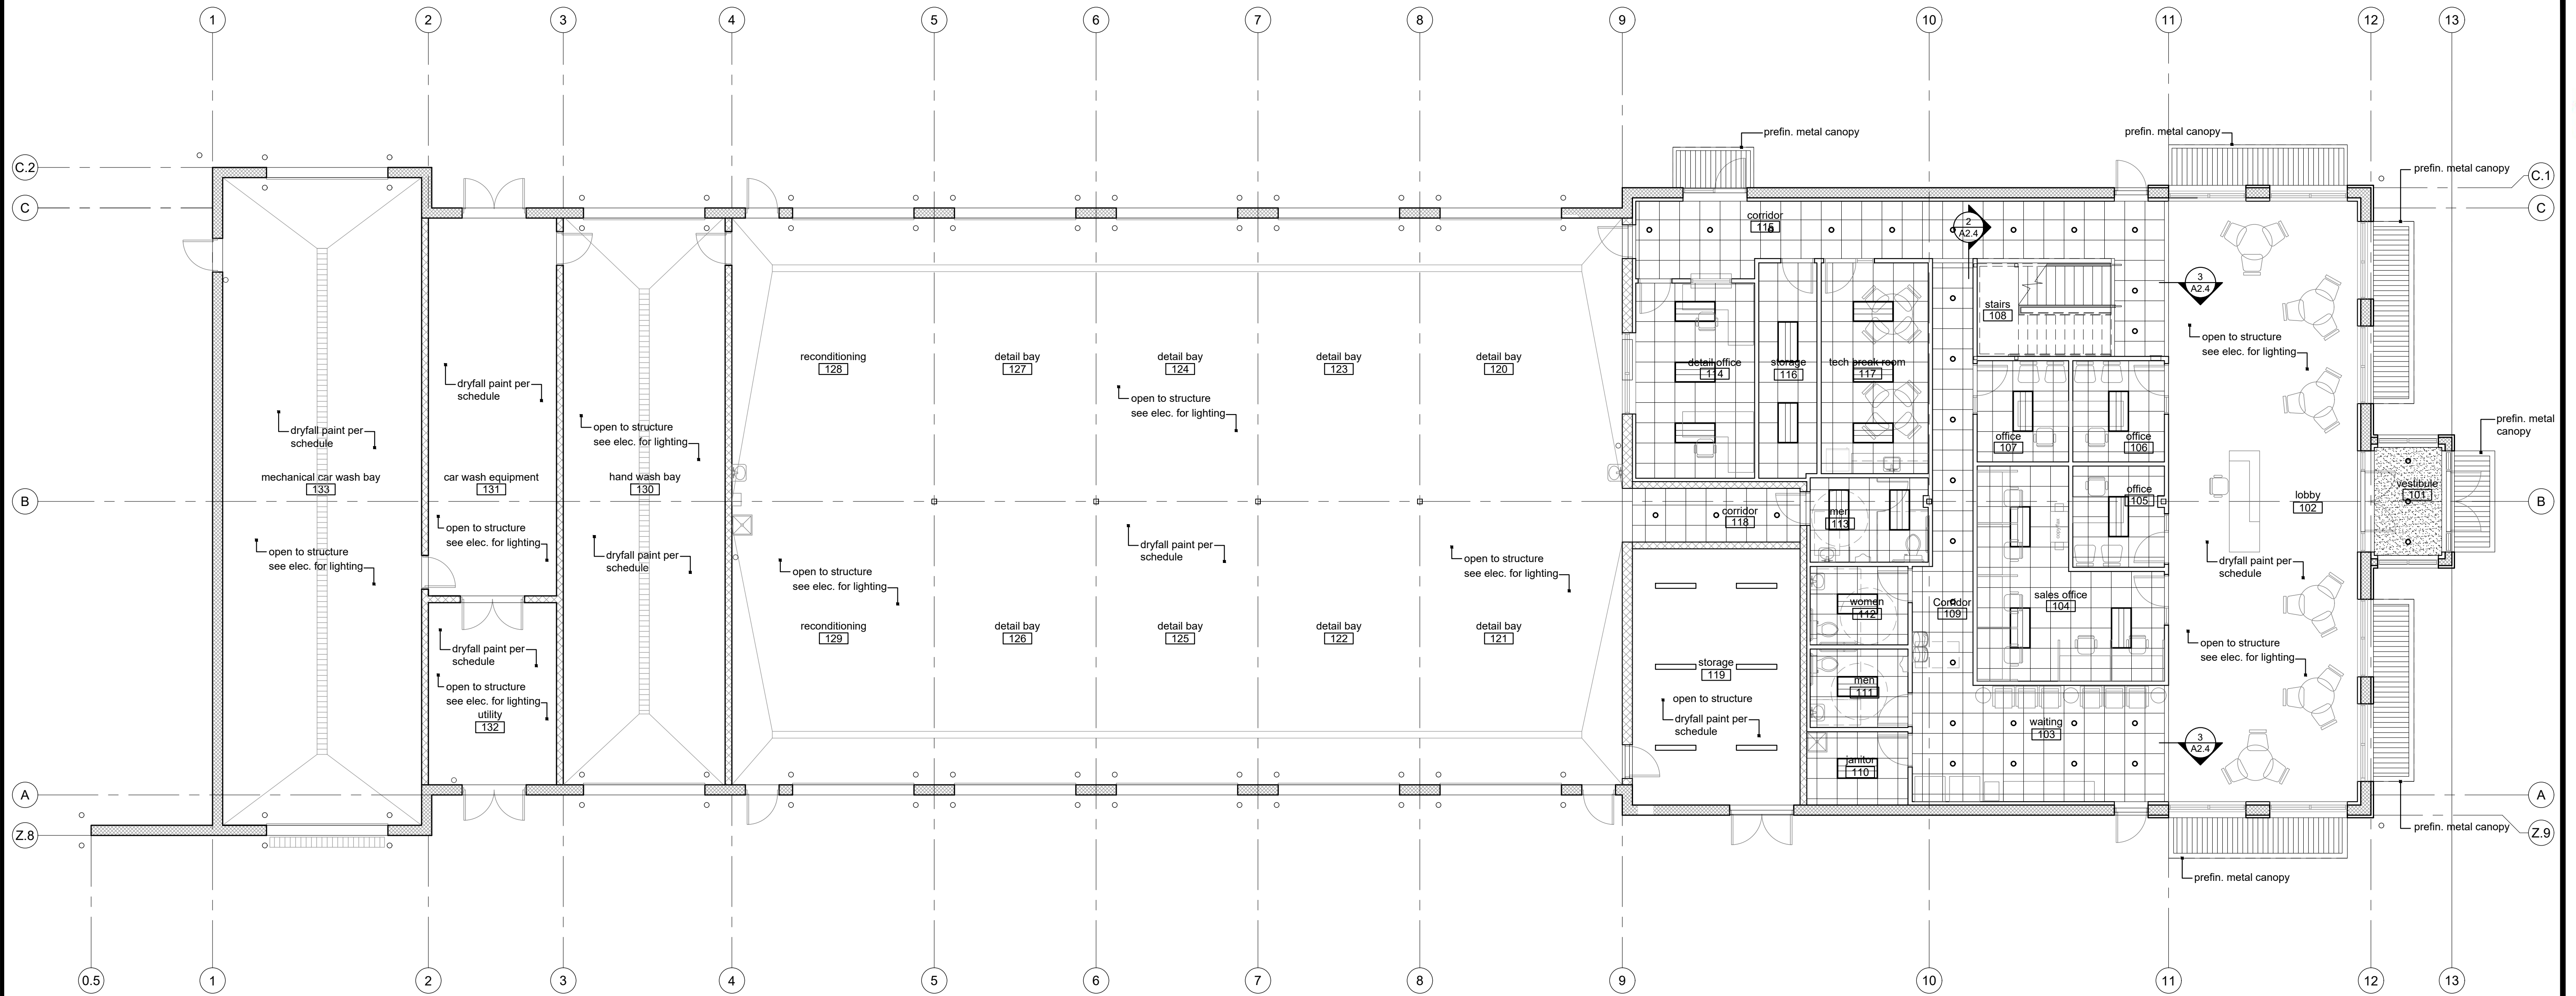 1 2 3 4 5 6 7 8 9 10 11 12 13
prefin. metal canopy
prefin. metal canopy
prefin. metal canopy
C.2
C.1
C
C
corridor
115
2
A2.4
3
A2.4
stairs
108
open to structure
see elec. for lighting
reconditioning
128
detail bay
127
detail bay
124
detail bay
123
detail bay
120
detail office
114
storage
116
tech break room
117
dryfall paint per
schedule
open to structure
see elec. for lighting
dryfall paint per
schedule
open to structure
see elec. for lighting
office
107
office
106
prefin. metal
canopy
mechanical car wash bay
133
car wash equipment
131
hand wash bay
130
office
105
lobby
102
vestibule
101
B
B
corridor
118
men
113
open to structure
see elec. for lighting
open to structure
see elec. for lighting
dryfall paint per
schedule
dryfall paint per
schedule
open to structure
see elec. for lighting
open to structure
see elec. for lighting
dryfall paint per
schedule
women
112
Corridor
109
sales office
104
reconditioning
129
detail bay
126
detail bay
125
detail bay
122
detail bay
121
dryfall paint per
schedule
open to structure
see elec. for lighting
open to structure
see elec. for lighting
utility
132
storage
119
open to structure
dryfall paint per
schedule
men
111
waiting
103
3
A2.4
janitor
110
A
A
prefin. metal canopy
Z.8
Z.9
prefin. metal canopy
0.5 1 2 3 4 5 6 7 8 9 10 11 12 13